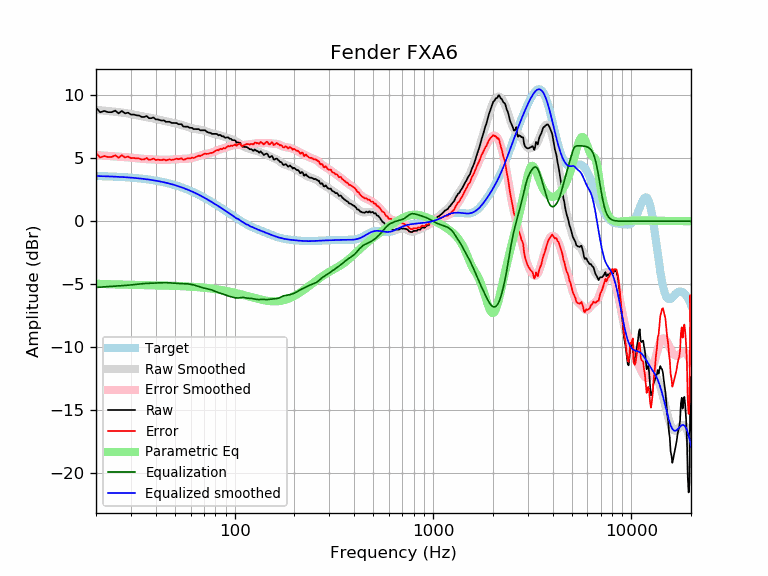 Fender FXA6
10
5
0
−5
−10
−15
−20
Amplitude (dBr)
Target
Raw Smoothed
Error Smoothed
Raw
Error
Parametric Eq
Equalization
Equalized smoothed
100
1000
10000
Frequency (Hz)